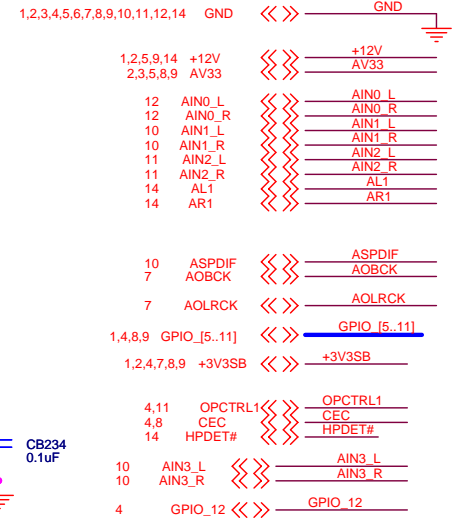 1,2,3,4,5,6,7,8,9,10,11,12,14 GND GND
1,2,5,9,14 +12V +12V
2,3,5,8,9 AV33 AV33
12 AIN0_L AIN0_L
12 AIN0_R AIN0_R
10 AIN1_L AIN1_L
10 AIN1_R AIN1_R
11 AIN2_L AIN2_L
11 AIN2_R AIN2_R
14 AL1 AL1
14 AR1 AR1
10 ASPDIF ASPDIF
7 AOBCK AOBCK
7 AOLRCK AOLRCK
1,4,8,9 GPIO_[5..11] GPIO_[5..11]
1,2,4,7,8,9 +3V3SB +3V3SB
4,11 OPCTRL1 OPCTRL1
4,8 CEC CEC
14 HPDET# HPDET#
CB234
0.1uF
10 AIN3_L AIN3_L
10 AIN3_R AIN3_R
4 GPIO_12 GPIO_12